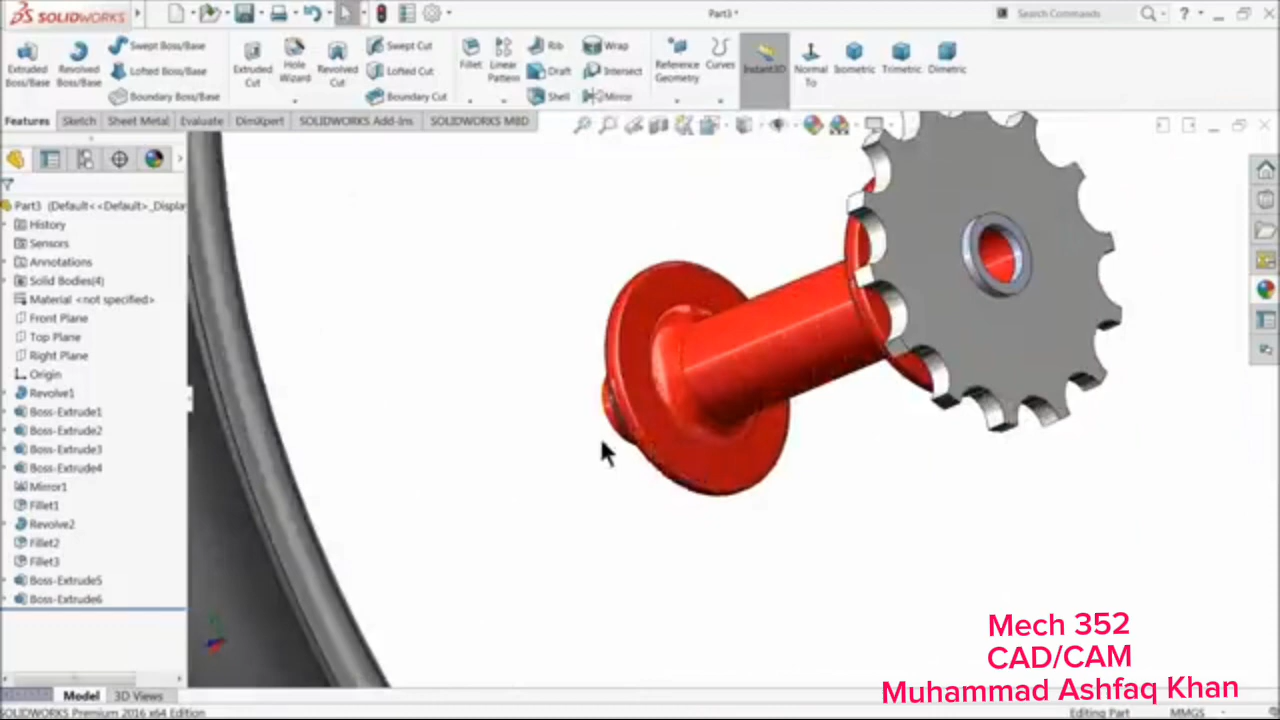 SOLIDWORKS
Part3 *
Search Commands
Extruded Boss/Base
Revolved Boss/Base
Swept Boss/Base
Lofted Boss/Base
Boundary Boss/Base
Extruded Cut
Hole Wizard
Revolved Cut
Swept Cut
Lofted Cut
Boundary Cut
Fillet
Linear Pattern
Rib
Draft
Shell
Wrap
Intersect
Mirror
Reference Geometry
Curves
Instant3D
Normal To
Isometric
Trimetric
Dimetric
Features
Sketch
Sheet Metal
Evaluate
DimXpert
SOLIDWORKS Add-Ins
SOLIDWORKS MBD
Part3 (Default<<Default>_Display
History
Sensors
Annotations
Solid Bodies(4)
Material <not specified>
Front Plane
Top Plane
Right Plane
Origin
Revolve1
Boss-Extrude1
Boss-Extrude2
Boss-Extrude3
Boss-Extrude4
Mirror1
Fillet1
Revolve2
Fillet2
Fillet3
Boss-Extrude5
Boss-Extrude6
Mech 352
CAD/CAM
Muhammad Ashfaq Khan
Model
3D Views
SOLIDWORKS Premium 2016 x64 Edition
Editing Part
MMGS